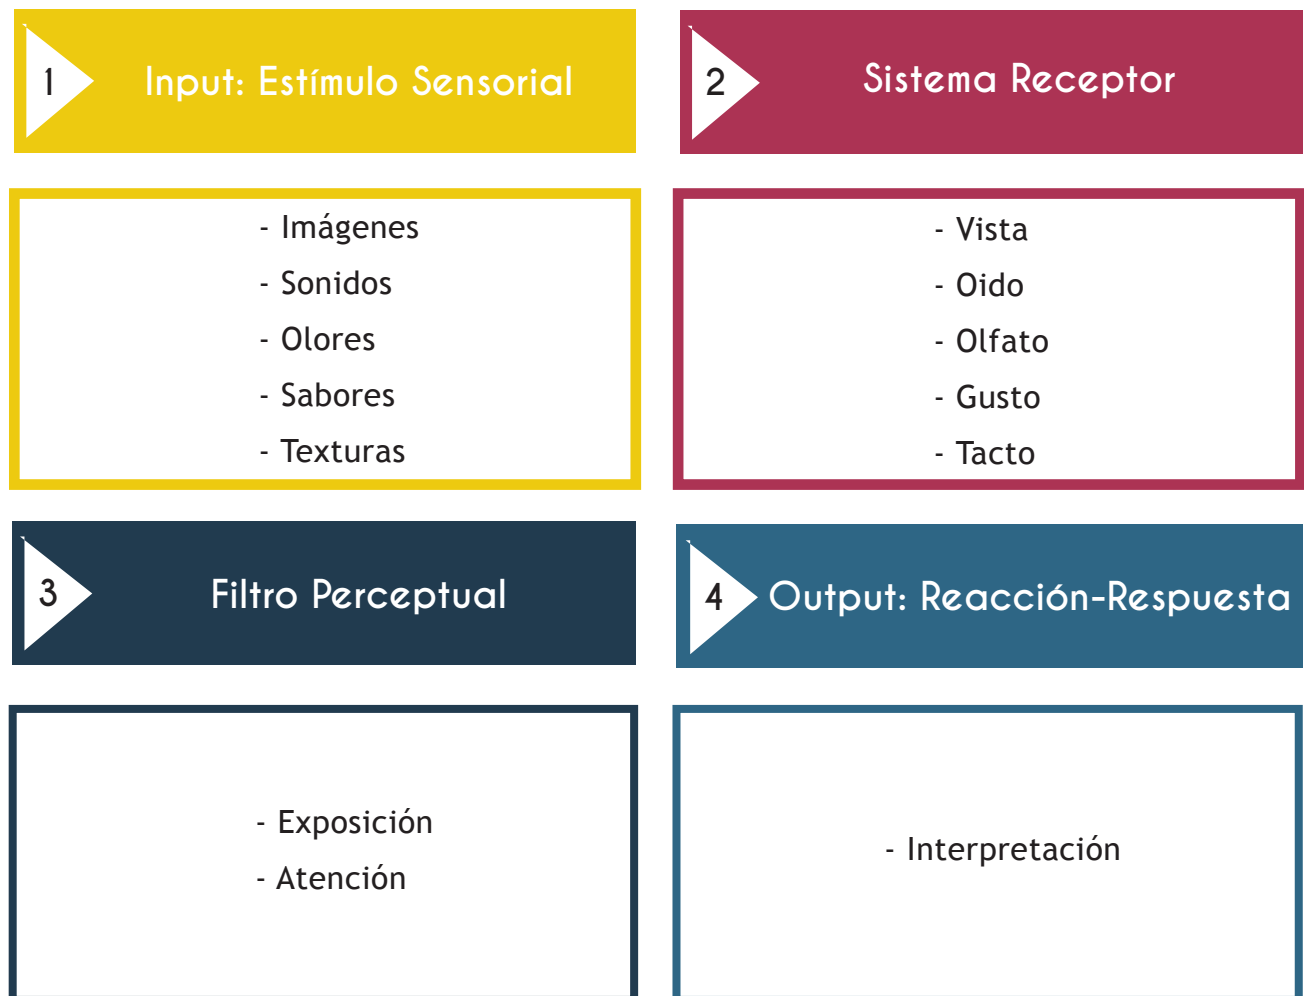 1
Input: Estímulo Sensorial
- Imágenes
- Sonidos
- Olores
- Sabores
- Texturas
2
Sistema Receptor
- Vista
- Oido
- Olfato
- Gusto
- Tacto
3
Filtro Perceptual
- Exposición
- Atención
4
Output: Reacción-Respuesta
- Interpretación